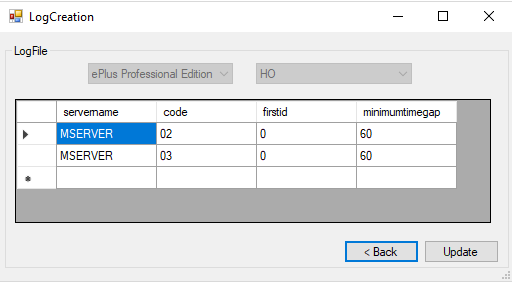 LogCreation
LogFile
ePlus Professional Edition HO
servername code firstid minimumtimegap
MSERVER 02 0 60
MSERVER 03 0 60
< Back Update